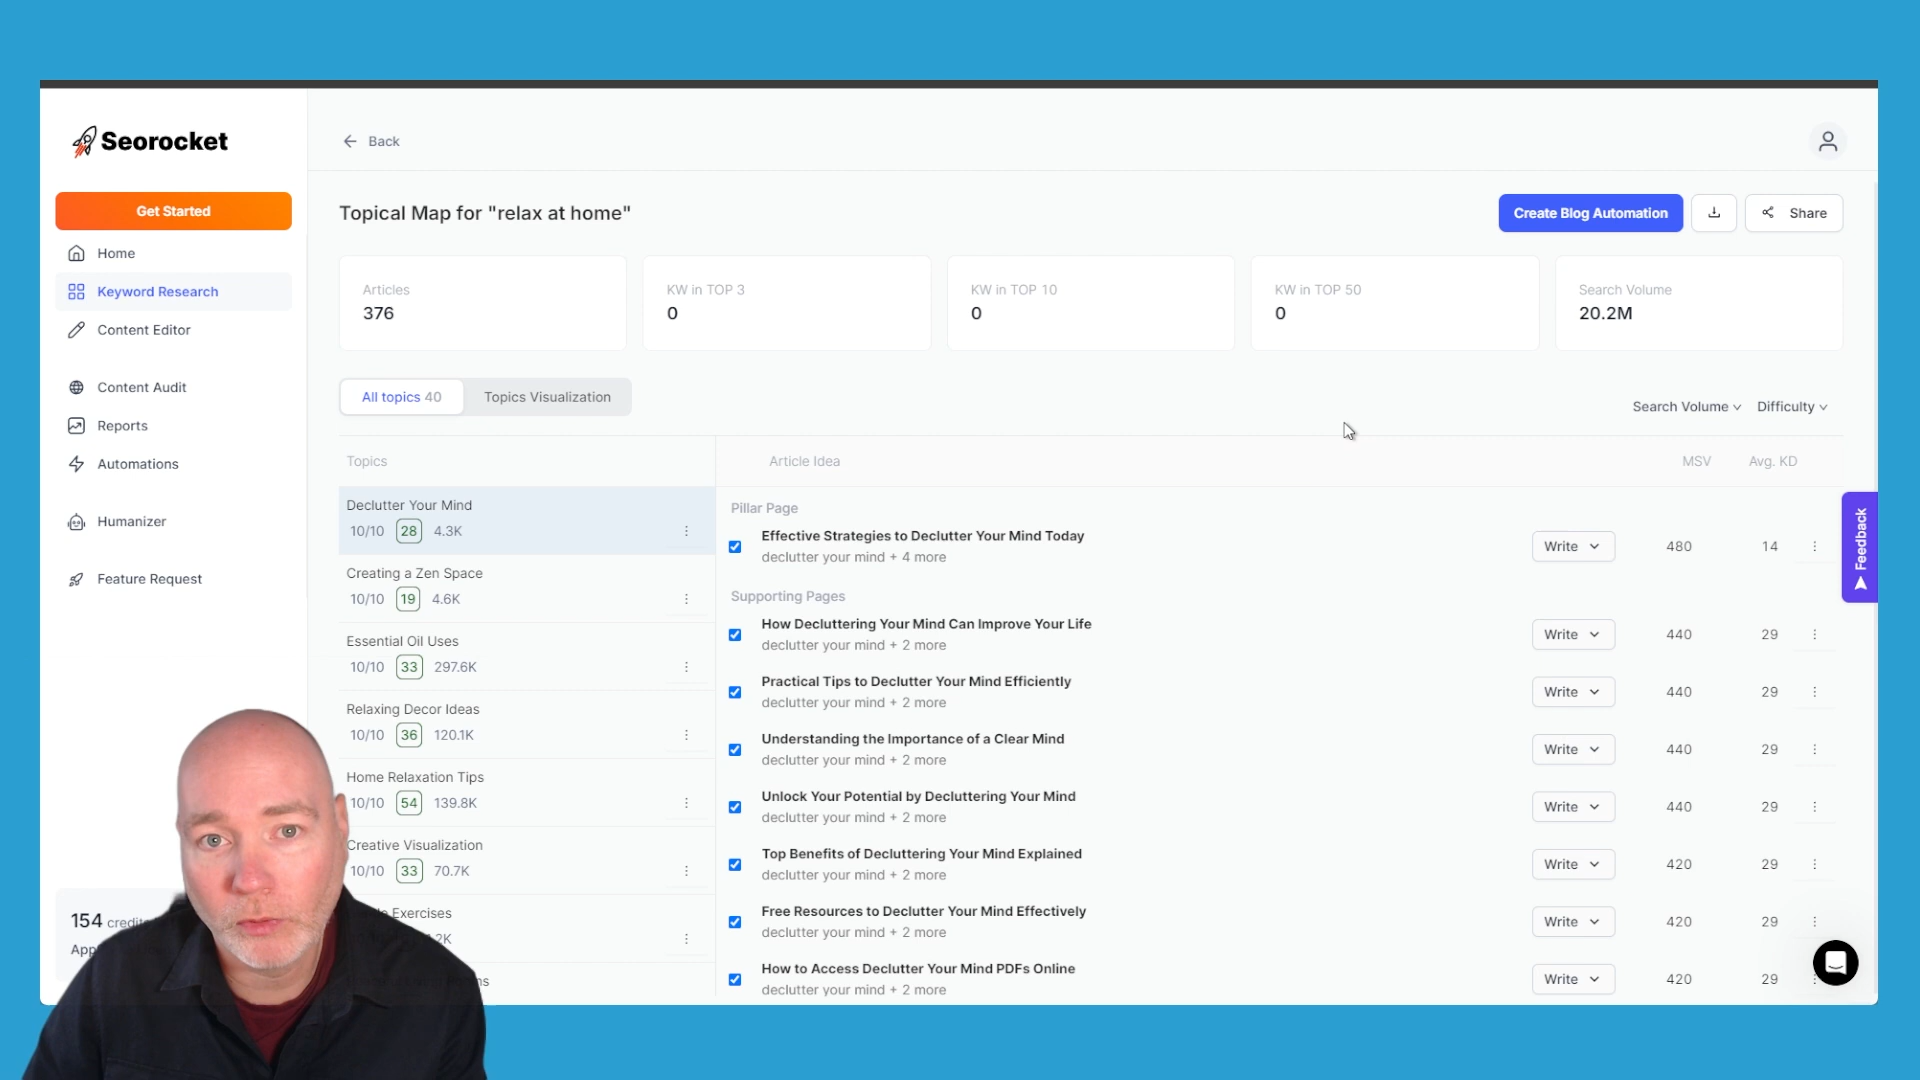 Seorocket
Get Started
Home
Keyword Research
Content Editor
Content Audit
Reports
Automations
Humanizer
Feature Request
154
Back
Topical Map for "relax at home"
Create Blog Automation
Share
Articles
376
KW in TOP 3
0
KW in TOP 10
0
KW in TOP 50
0
Search Volume
20.2M
All topics 40
Topics Visualization
Search Volume
Difficulty
Topics
Declutter Your Mind
10/10 28 4.3K
Creating a Zen Space
10/10 19 4.6K
Essential Oil Uses
10/10 33 297.6K
Relaxing Decor Ideas
10/10 36 120.1K
Home Relaxation Tips
10/10 54 139.8K
Creative Visualization
10/10 33 70.7K
Exercises
Article Idea MSV Avg. KD
Pillar Page
Effective Strategies to Declutter Your Mind Today
declutter your mind + 4 more
Write 480 14
Supporting Pages
How Decluttering Your Mind Can Improve Your Life
declutter your mind + 2 more
Write 440 29
Practical Tips to Declutter Your Mind Efficiently
declutter your mind + 2 more
Write 440 29
Understanding the Importance of a Clear Mind
declutter your mind + 2 more
Write 440 29
Unlock Your Potential by Decluttering Your Mind
declutter your mind + 2 more
Write 440 29
Top Benefits of Decluttering Your Mind Explained
declutter your mind + 2 more
Write 420 29
Free Resources to Declutter Your Mind Effectively
declutter your mind + 2 more
Write 420 29
How to Access Declutter Your Mind PDFs Online
declutter your mind + 2 more
Write 420 29
Feedback